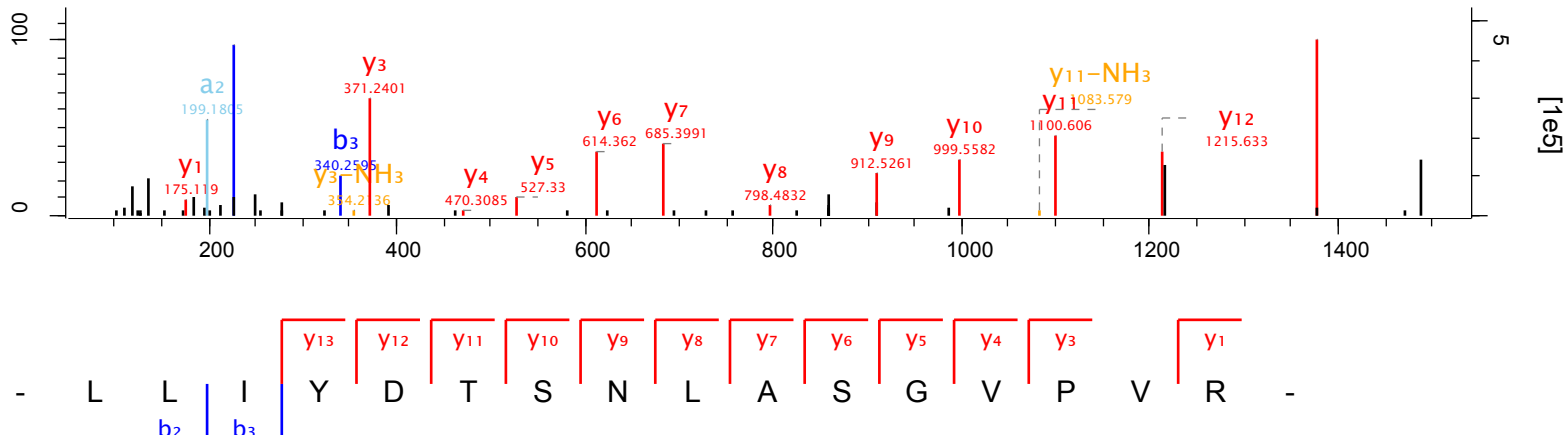 100
0
5
[1e5]
a2
199.1805
y1
175.119
b3
340.2595
y3-NH3
354.2136
y3
371.2401
y4
470.3085
y5
527.33
y6
614.362
y7
685.3991
y8
798.4832
y9
912.5261
y10
999.5582
y11-NH3
1083.579
y11
1100.606
y12
1215.633
200 400 600 800 1000 1200 1400
y13 y12 y11 y10 y9 y8 y7 y6 y5 y4 y3 y1
- L L I Y D T S N L A S G V P V R -
b2 b3